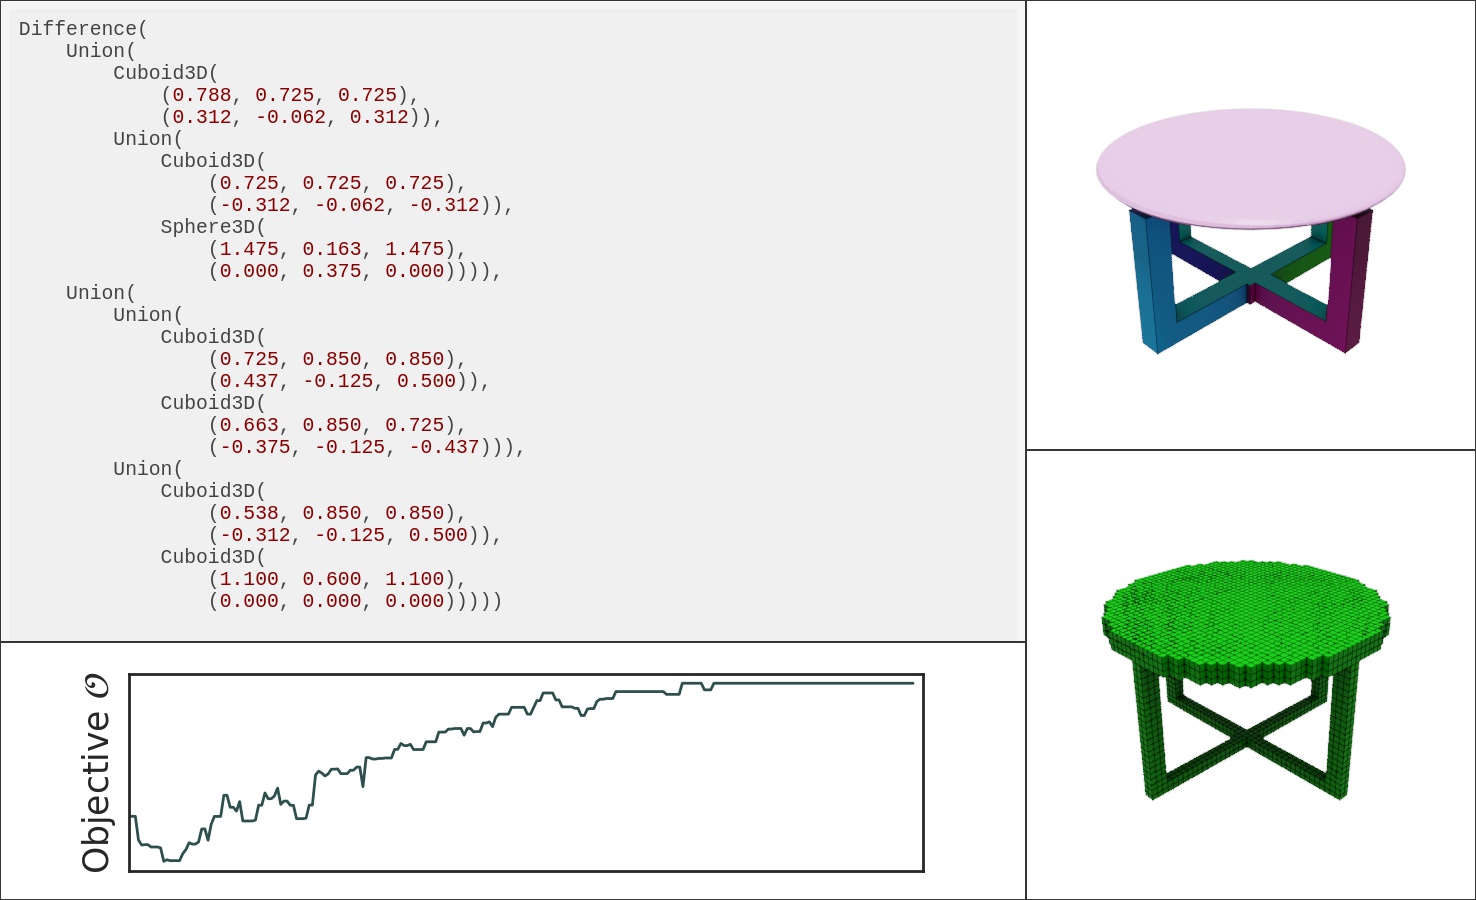 Difference(
    Union(
        Cuboid3D(
            (0.788, 0.725, 0.725),
            (0.312, -0.062, 0.312)),
        Union(
            Cuboid3D(
                (0.725, 0.725, 0.725),
                (-0.312, -0.062, -0.312)),
            Sphere3D(
                (1.475, 0.163, 1.475),
                (0.000, 0.375, 0.000)))),
    Union(
        Union(
            Cuboid3D(
                (0.725, 0.850, 0.850),
                (0.437, -0.125, 0.500)),
            Cuboid3D(
                (0.663, 0.850, 0.725),
                (-0.375, -0.125, -0.437))),
        Union(
            Cuboid3D(
                (0.538, 0.850, 0.850),
                (-0.312, -0.125, 0.500)),
            Cuboid3D(
                (1.100, 0.600, 1.100),
                (0.000, 0.000, 0.000)))))
Objective 𝒪